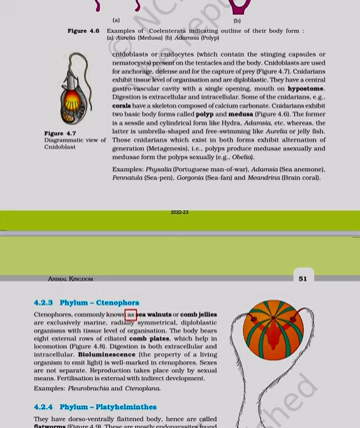 (a) (b)
Figure 4.6 Examples of Coelenterata indicating outline of their body form :
(a) Aurelia (Medusa) (b) Adamsia (Polyp)
cnidoblasts or cnidocytes (which contain the stinging capsules or
nematocysts) present on the tentacles and the body. Cnidoblasts are used
for anchorage, defense and for the capture of prey (Figure 4.7). Cnidarians
exhibit tissue level of organisation and are diploblastic. They have a central
gastro-vascular cavity with a single opening, mouth on hypostome.
Digestion is extracellular and intracellular. Some of the cnidarians, e.g.,
corals have a skeleton composed of calcium carbonate. Cnidarians exhibit
two basic body forms called polyp and medusa (Figure 4.6). The former
is a sessile and cylindrical form like Hydra, Adamsia, etc. whereas, the
latter is umbrella-shaped and free-swimming like Aurelia or jelly fish.
Those cnidarians which exist in both forms exhibit alternation of
generation (Metagenesis), i.e., polyps produce medusae asexually and
medusae form the polyps sexually (e.g., Obelia).
Figure 4.7
Diagrammatic view of
Cnidoblast
Examples: Physalia (Portuguese man-of-war), Adamsia (Sea anemone),
Pennatula (Sea-pen), Gorgonia (Sea-fan) and Meandrina (Brain coral).
2022-23
ANIMAL KINGDOM 51
4.2.3 Phylum – Ctenophora
Ctenophores, commonly known as sea walnuts or comb jellies
are exclusively marine, radially symmetrical, diploblastic
organisms with tissue level of organisation. The body bears
eight external rows of ciliated comb plates, which help in
locomotion (Figure 4.8). Digestion is both extracellular and
intracellular. Bioluminescence (the property of a living
organism to emit light) is well-marked in ctenophores. Sexes
are not separate. Reproduction takes place only by sexual
means. Fertilisation is external with indirect development.
Examples: Pleurobrachia and Ctenoplana.
4.2.4 Phylum – Platyhelminthes
They have dorso-ventrally flattened body, hence are called
flatworms (Figure 4.9). These are mostly endoparasites found